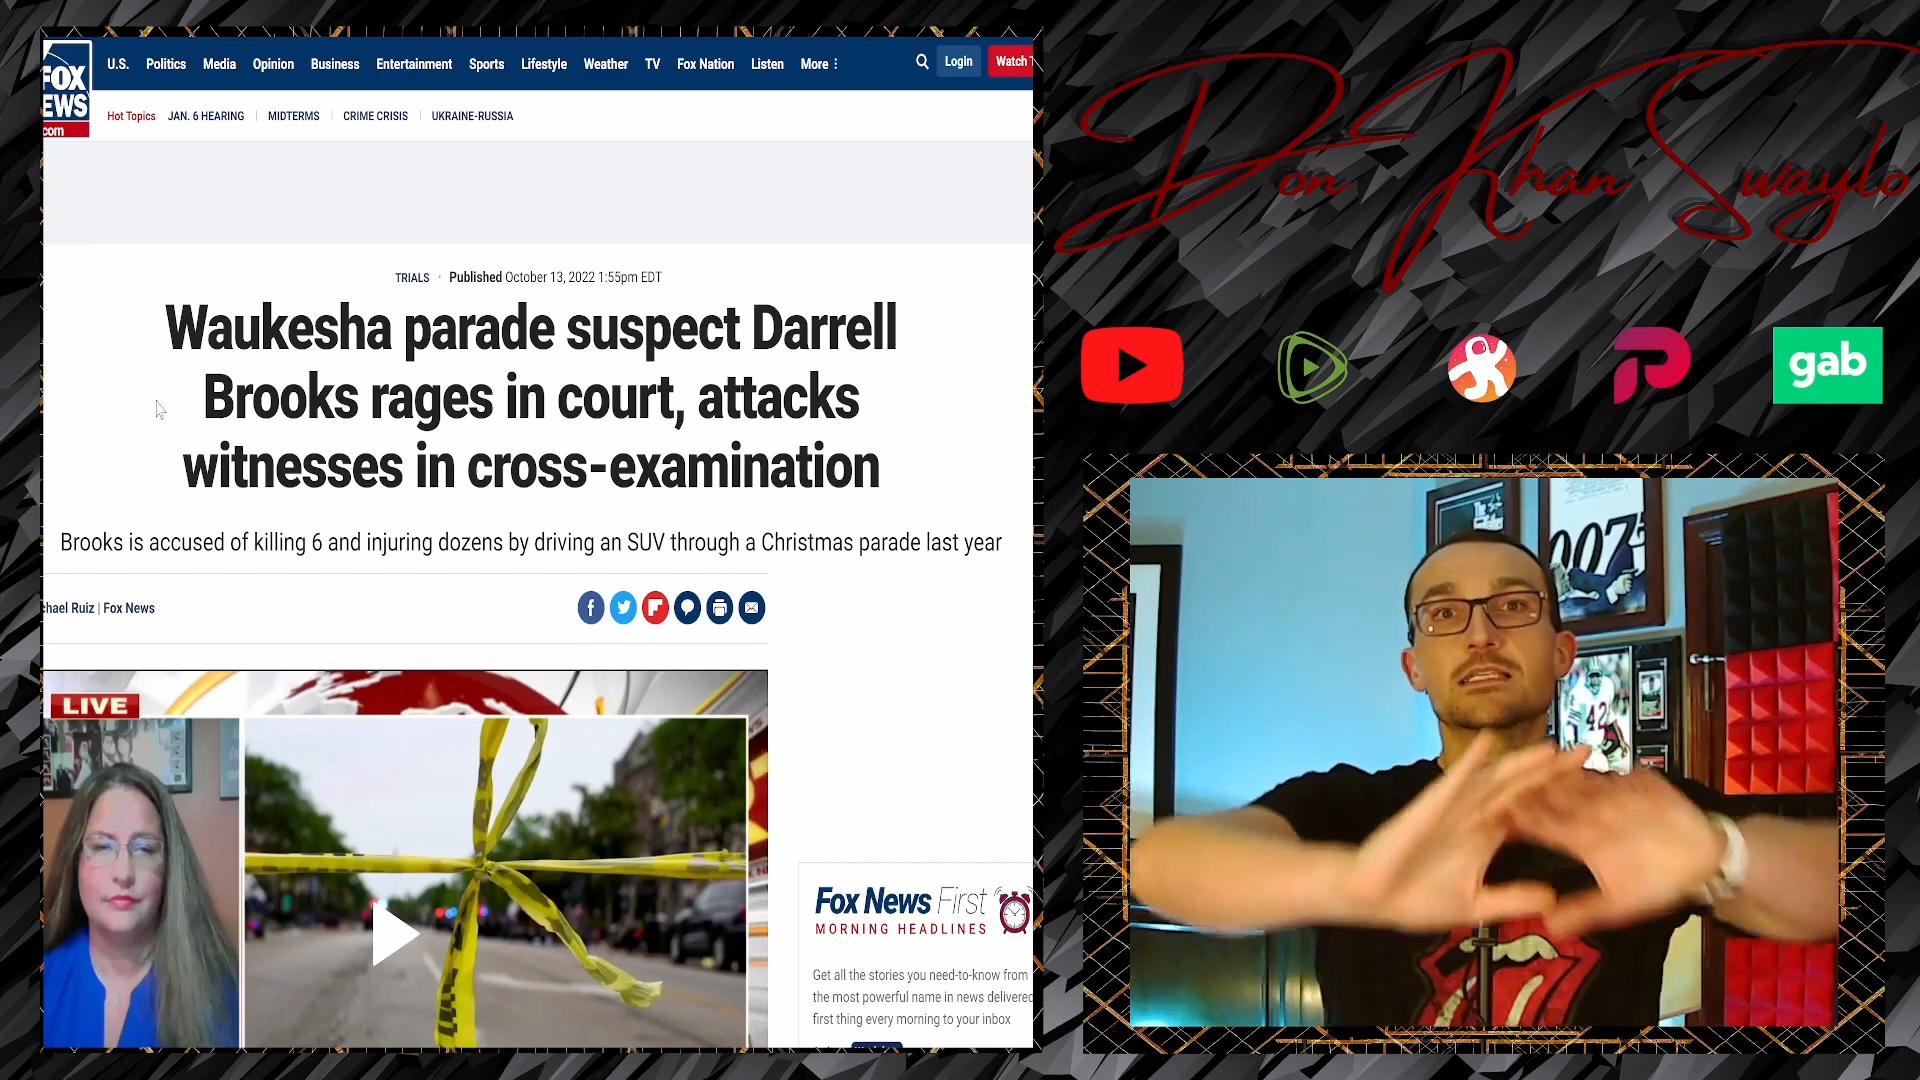 FOX
EWS
com
U.S. Politics Media Opinion Business Entertainment Sports Lifestyle Weather TV Fox Nation Listen More Login Watch T
Hot Topics JAN. 6 HEARING MIDTERMS CRIME CRISIS UKRAINE-RUSSIA
TRIALS · Published October 13, 2022 1:55pm EDT
Waukesha parade suspect Darrell
Brooks rages in court, attacks
witnesses in cross-examination
Brooks is accused of killing 6 and injuring dozens by driving an SUV through a Christmas parade last year
chael Ruiz | Fox News
LIVE
Fox News First
MORNING HEADLINES
Get all the stories you need-to-know from
the most powerful name in news delivered
first thing every morning to your inbox
Don Khan Swaylo
gab
007
42